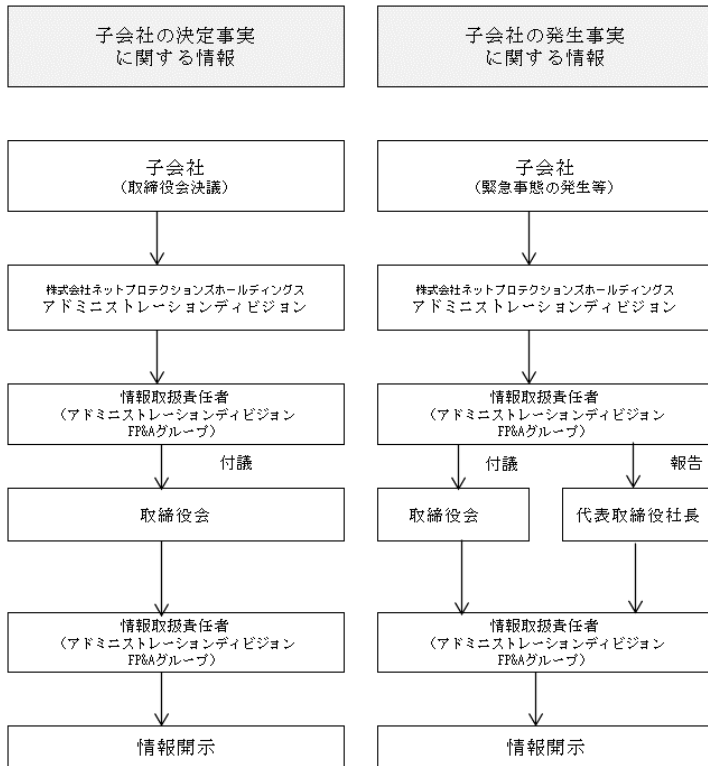 子会社の決定事実
に関する情報
子会社
（取締役会決議）
株式会社ネットプロテクションズホールディングス
アドミニストレーションディビジョン
情報取扱責任者
（アドミニストレーションディビジョン
FP&Aグループ）
付議
取締役会
情報取扱責任者
（アドミニストレーションディビジョン
FP&Aグループ）
情報開示
子会社の発生事実
に関する情報
子会社
（緊急事態の発生等）
株式会社ネットプロテクションズホールディングス
アドミニストレーションディビジョン
情報取扱責任者
（アドミニストレーションディビジョン
FP&Aグループ）
付議
報告
取締役会
代表取締役社長
情報取扱責任者
（アドミニストレーションディビジョン
FP&Aグループ）
情報開示